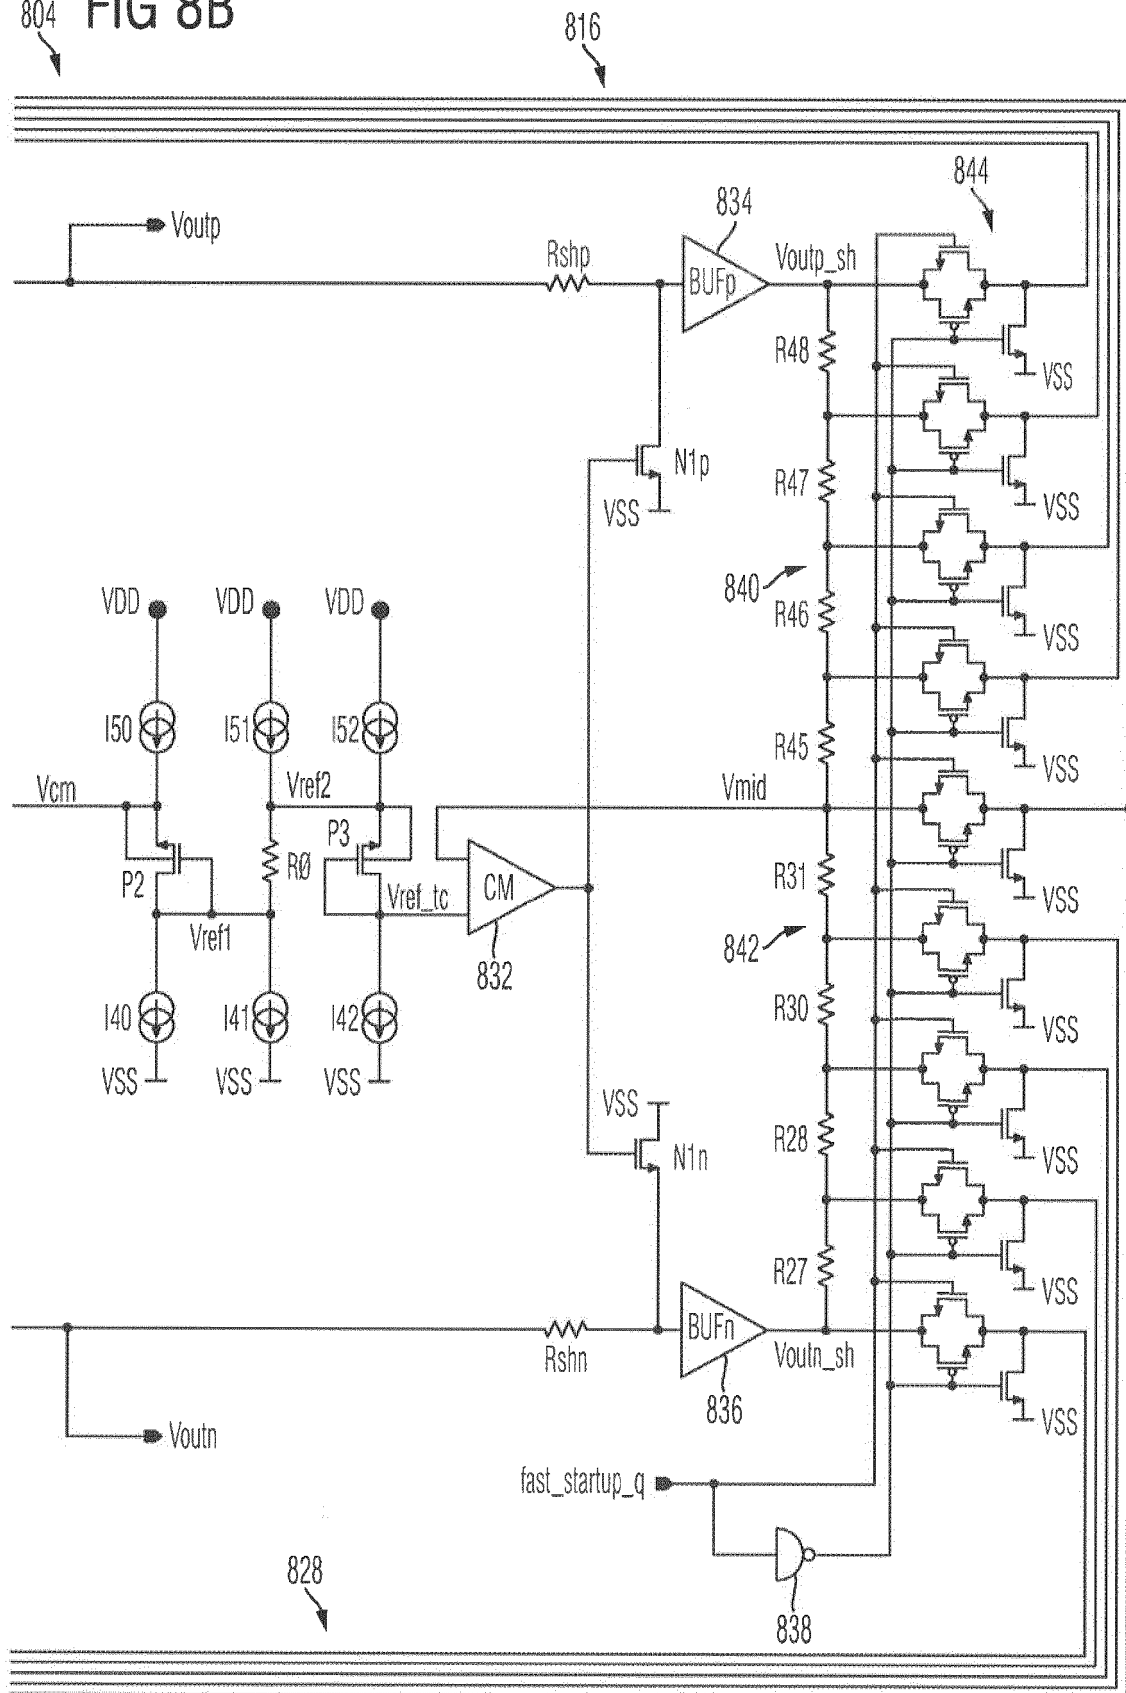 804
FIG 8B
816
844
834
Voutp
Rshp
BUFp
Voutp_sh
R48
VSS
N1p
VSS
R47
VSS
840
R46
VSS
VDD
VDD
VDD
I50
I51
I52
R45
VSS
Vcm
Vref2
Vmid
P2
RØ
P3
CM
R31
VSS
Vref1
Vref_tc
832
842
I40
I41
I42
R30
VSS
VSS
VSS
VSS
VSS
N1n
R28
VSS
R27
VSS
Rshn
BUFn
Voutn_sh
836
VSS
Voutn
fast_startup_q
828
838